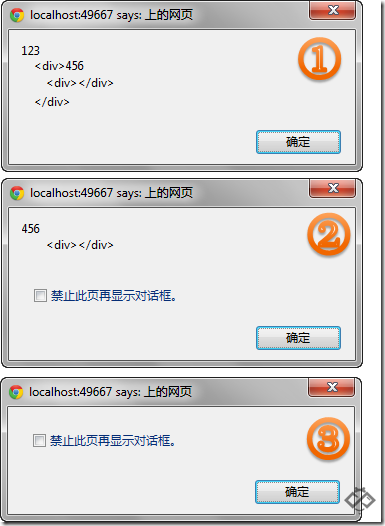 localhost:49667 says: 上的网页
123
<div>456
<div></div>
</div>
1
确定
localhost:49667 says: 上的网页
456
<div></div>
2
禁止此页再显示对话框。
确定
localhost:49667 says: 上的网页
3
禁止此页再显示对话框。
确定